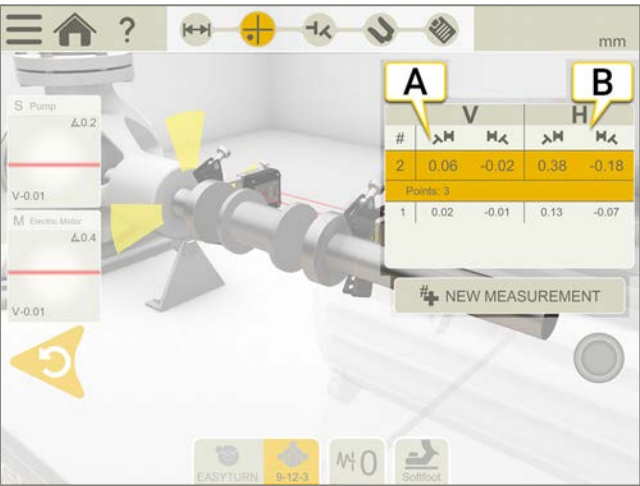 ?
mm
A
B
V H
#
2 0.06 -0.02 0.38 -0.18
Points: 3
1 0.02 -0.01 0.13 -0.07
NEW MEASUREMENT
S Pump
∡0.2
V-0.01
M Electric Motor
∡0.4
V-0.01
EASYTURN
9-12-3
0
Softfoot